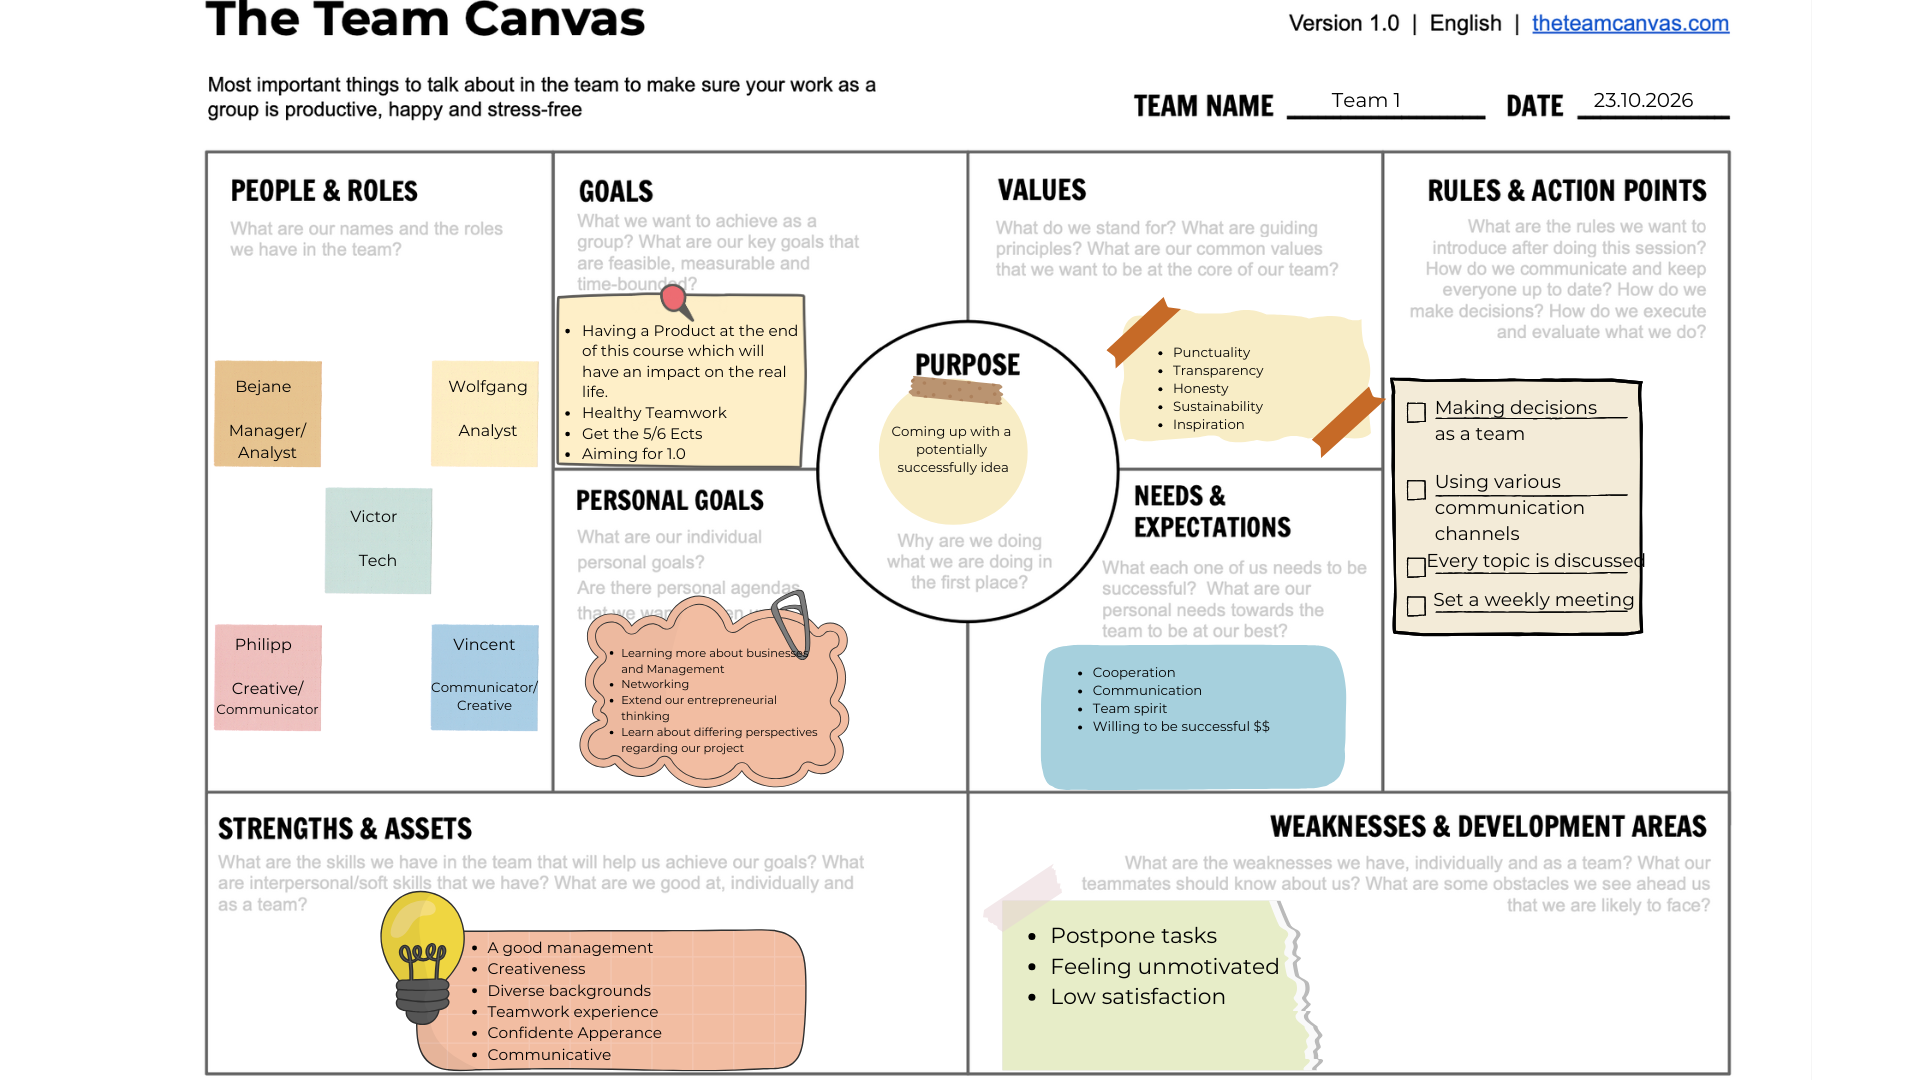 The Team Canvas
Version 1.0 | English | theteamcanvas.com
Most important things to talk about in the team to make sure your work as a
group is productive, happy and stress-free
TEAM NAME Team 1 DATE 23.10.2026
PEOPLE & ROLES
What are our names and the roles
we have in the team?
Bejane
Manager/
Analyst
Wolfgang
Analyst
Victor
Tech
Philipp
Creative/
Communicator
Vincent
Communicator/
Creative
GOALS
What we want to achieve as a
group? What are our key goals that
are feasible, measurable and
time-bounded?
Having a Product at the end
of this course which will
have an impact on the real
life.
Healthy Teamwork
Get the 5/6 Ects
Aiming for 1.0
PERSONAL GOALS
What are our individual
personal goals?
Are there personal agendas
that we
Learning more about businesses
and Management
Networking
Extend our entrepreneurial
thinking
Learn about differing perspectives
regarding our project
PURPOSE
Coming up with a
potentially
successfully idea
Why are we doing
what we are doing in
the first place?
VALUES
What do we stand for? What are guiding
principles? What are our common values
that we want to be at the core of our team?
Punctuality
Transparency
Honesty
Sustainability
Inspiration
NEEDS &
EXPECTATIONS
What each one of us needs to be
successful? What are our
personal needs towards the
team to be at our best?
Cooperation
Communication
Team spirit
Willing to be successful $$
RULES & ACTION POINTS
What are the rules we want to
introduce after doing this session?
How do we communicate and keep
everyone up to date? How do we
make decisions? How do we execute
and evaluate what we do?
Making decisions
as a team
Using various
communication
channels
Every topic is discussed
Set a weekly meeting
STRENGTHS & ASSETS
What are the skills we have in the team that will help us achieve our goals? What
are interpersonal/soft skills that we have? What are we good at, individually and
as a team?
A good management
Creativeness
Diverse backgrounds
Teamwork experience
Confidente Apperance
Communicative
WEAKNESSES & DEVELOPMENT AREAS
What are the weaknesses we have, individually and as a team? What our
teammates should know about us? What are some obstacles we see ahead us
that we are likely to face?
Postpone tasks
Feeling unmotivated
Low satisfaction